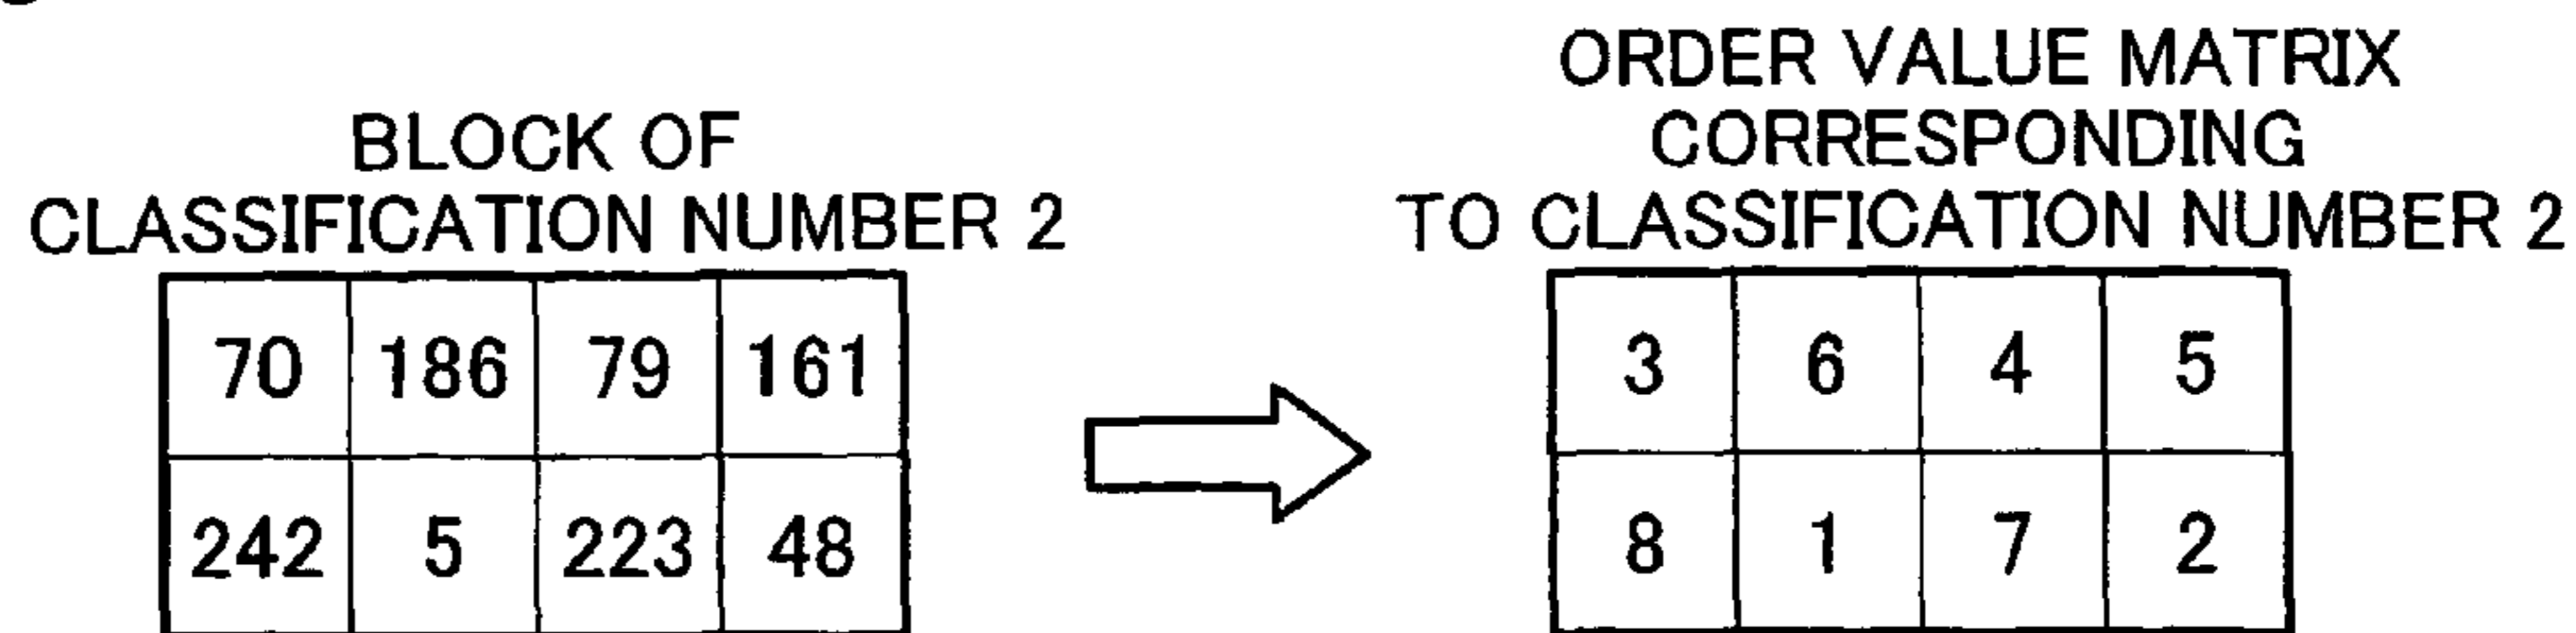 BLOCK OF
CLASSIFICATION NUMBER 2
70 186 79 161
242 5 223 48
ORDER VALUE MATRIX
CORRESPONDING
TO CLASSIFICATION NUMBER 2
3 6 4 5
8 1 7 2